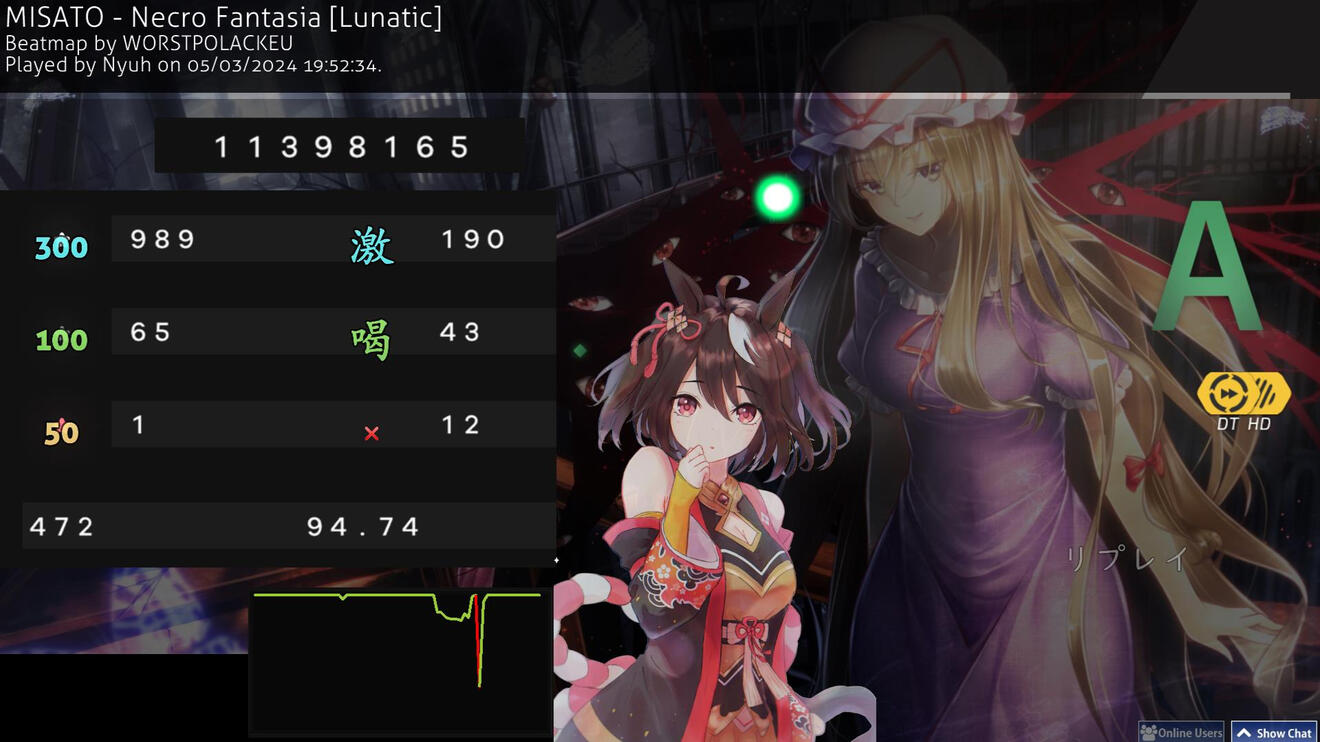 MISATO - Necro Fantasia [Lunatic]
Beatmap by WORSTPOLACKEU
Played by Nyuh on 05/03/2024 19:52:34.
11398165
300 989 激 190
100 65 喝 43
50 1 × 12
472 94.74
A
DT HD
リプレイ
Online Users
Show Chat